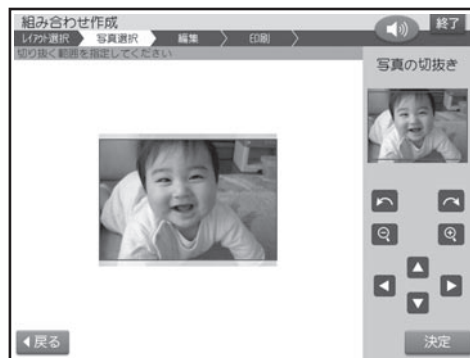 組み合わせ作成
終了
ﾚｲｱｳﾄ選択
写真選択
編集
印刷
切り抜く範囲を指定してください
写真の切抜き
戻る
決定